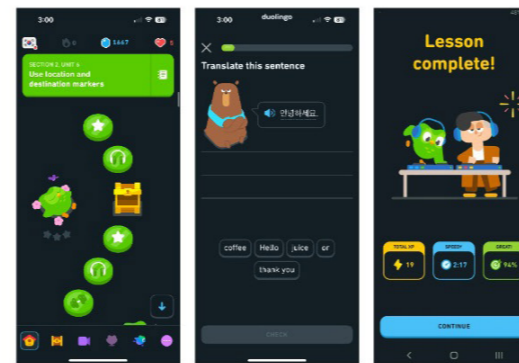 3:00
1447
SECTION 2, UNIT 4
Use location and
destination markers
3:00
duolingo
Translate this sentence
안녕하세요.
coffee
Hello
juice
or
thank you
CHECK
Lesson
complete!
TOTAL XP
19
SPEEDY
2:17
GREAT!
94%
CONTINUE